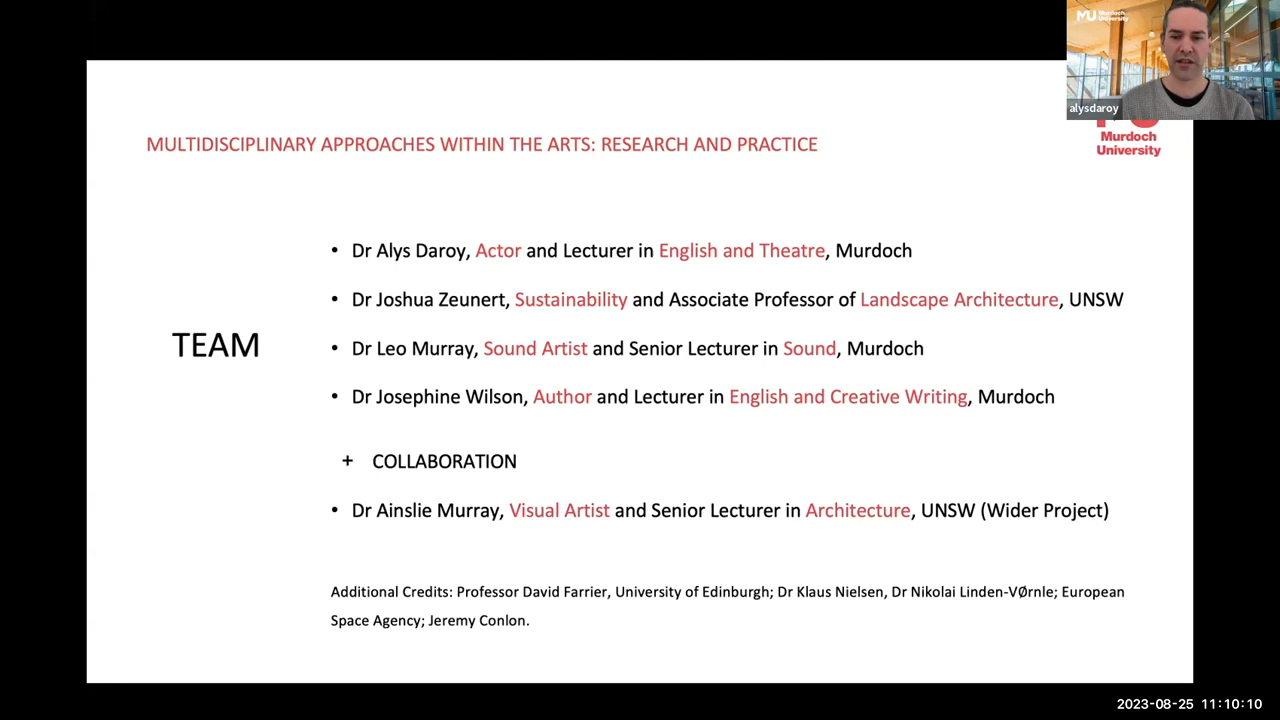 MU Murdoch
University
alysdaroy
Murdoch
University
MULTIDISCIPLINARY APPROACHES WITHIN THE ARTS: RESEARCH AND PRACTICE
TEAM
• Dr Alys Daroy, Actor and Lecturer in English and Theatre, Murdoch
• Dr Joshua Zeunert, Sustainability and Associate Professor of Landscape Architecture, UNSW
• Dr Leo Murray, Sound Artist and Senior Lecturer in Sound, Murdoch
• Dr Josephine Wilson, Author and Lecturer in English and Creative Writing, Murdoch
+ COLLABORATION
• Dr Ainslie Murray, Visual Artist and Senior Lecturer in Architecture, UNSW (Wider Project)
Additional Credits: Professor David Farrier, University of Edinburgh; Dr Klaus Nielsen, Dr Nikolai Linden-VØrnle; European
Space Agency; Jeremy Conlon.
2023-08-25 11:10:10